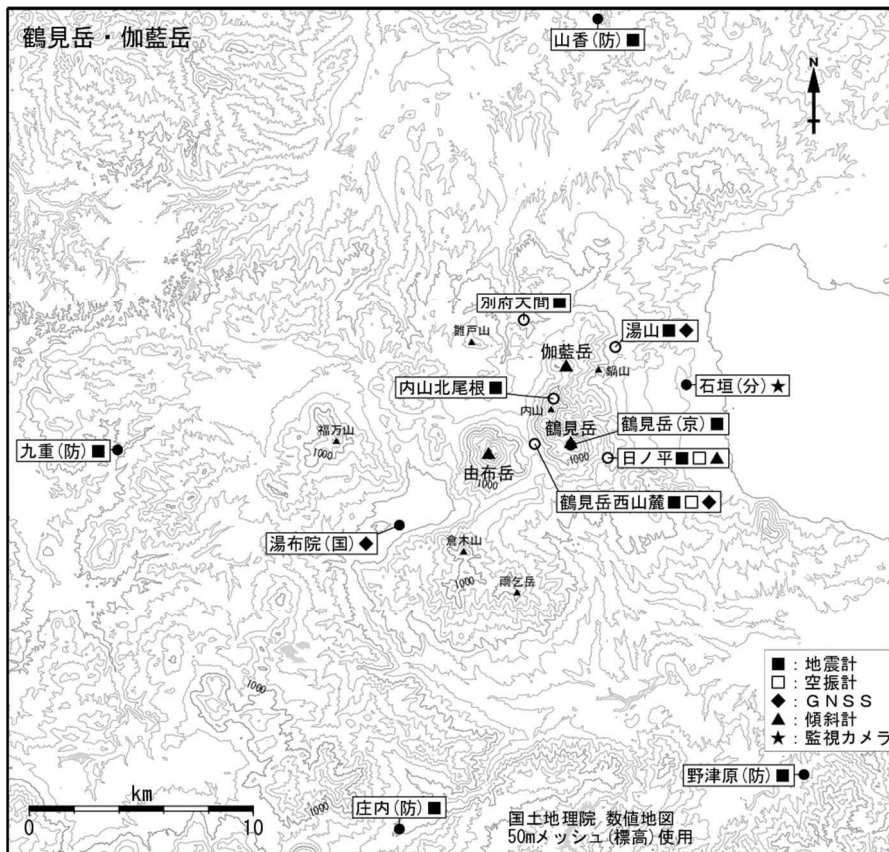 鶴見岳・伽藍岳
山香(防)■
N
別府天間■
雛戸山
湯山■◆
伽藍岳
鍋山
石垣(分)★
内山北尾根■
内山
鶴見岳
鶴見岳(京)■
福万山
1000
九重(防)■
由布岳
1000
1000
日ノ平■□▲
鶴見岳西山麓■□◆
湯布院(国)◆
倉木山
1000
雨乞岳
■:地震計
□:空振計
◆:GNSS
▲:傾斜計
★:監視カメラ
1000
野津原(防)■
km
0 10
1000
庄内(防)■
国土地理院 数値地図
50mメッシュ(標高)使用